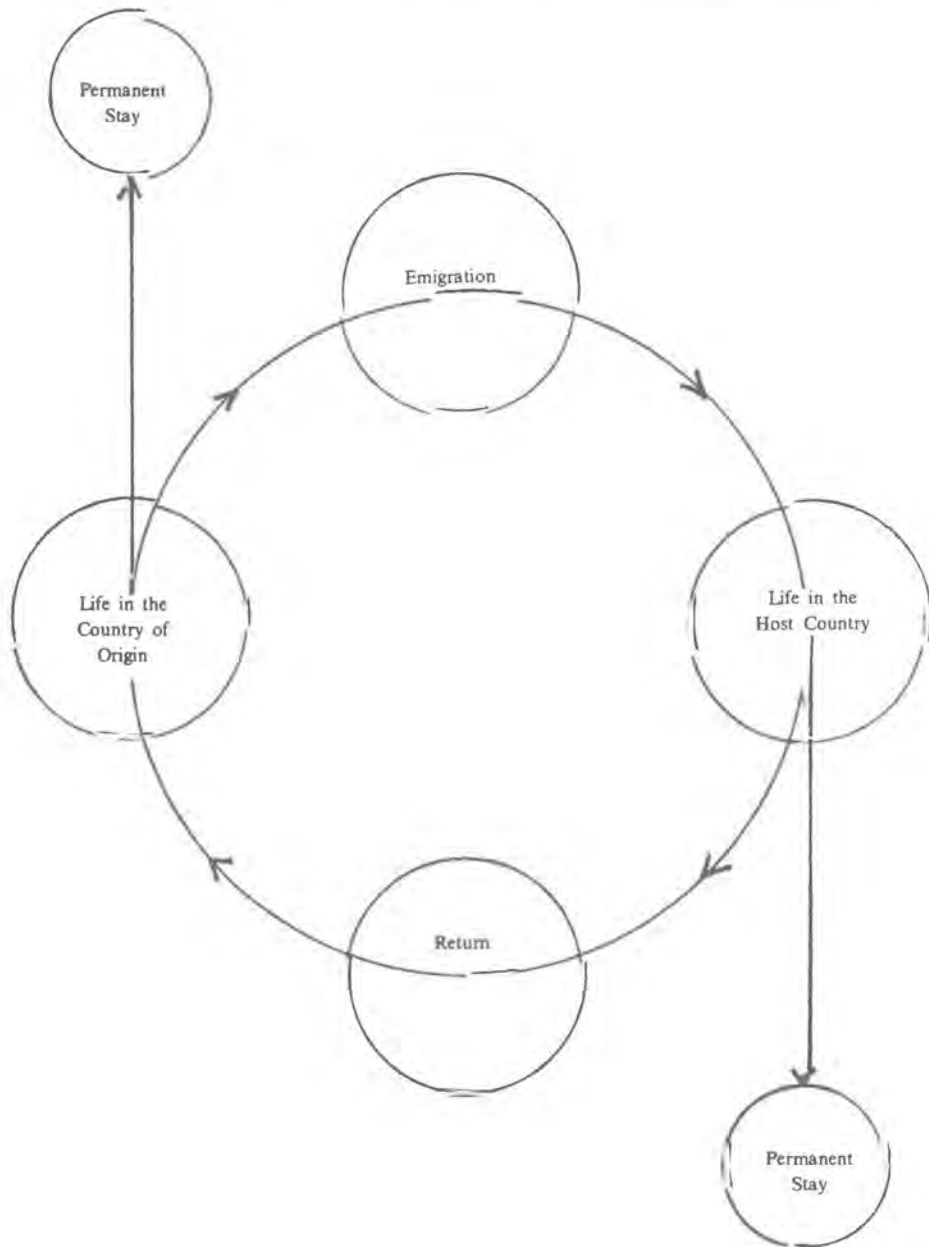 Permanent
Stay
Emigration
Life in the
Country of
Origin
Life in the
Host Country
Return
Permanent
Stay